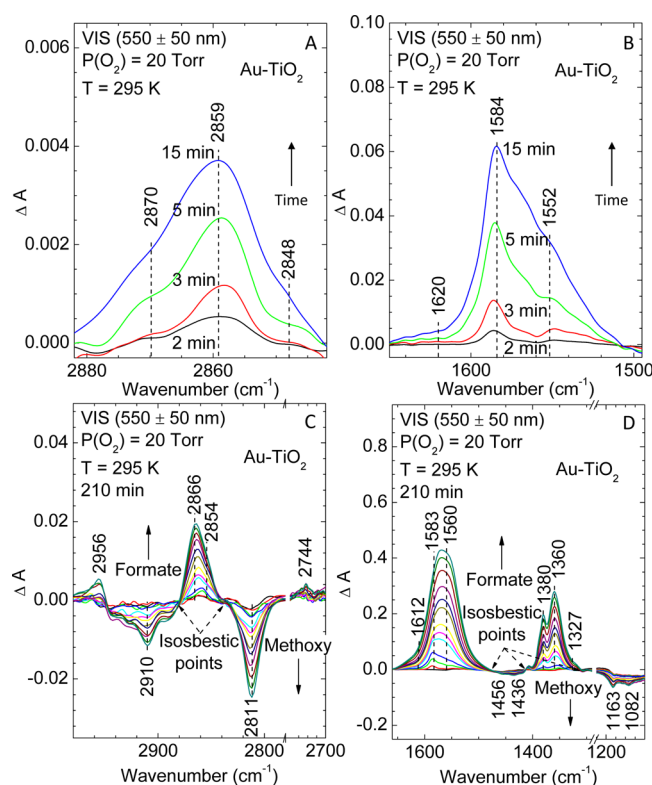 VIS (550 ± 50 nm)
A
P(O2) = 20 Torr
Au-TiO2
T = 295 K
2859
15 min
2870
5 min
Time
2848
3 min
2 min
0.006
0.004
0.002
0.000
Δ A
2880
2860
Wavenumber (cm-1)
VIS (550 ± 50 nm)
B
P(O2) = 20 Torr
Au-TiO2
T = 295 K
1584
15 min
Time
5 min
1552
1620
3 min
2 min
0.10
0.08
0.06
0.04
0.02
0.00
Δ A
1600
1550
1500
Wavenumber (cm-1)
VIS (550 ± 50 nm)
C
P(O2) = 20 Torr
T = 295 K
Au-TiO2
210 min
2866
2854
2956
Formate
2744
Isosbestic
points
Methoxy
2910
2811
0.04
0.02
0.00
-0.02
Δ A
2900
2800
2700
Wavenumber (cm-1)
VIS (550 ± 50 nm)
D
P(O2) = 20 Torr
T = 295 K
Au-TiO2
210 min
1583
1560
Formate
1380
1360
Isosbestic
points
1612
1327
Methoxy
1456
1436
1163
1082
0.8
0.6
0.4
0.2
0.0
-0.2
Δ A
1600
1400
1200
Wavenumber (cm-1)